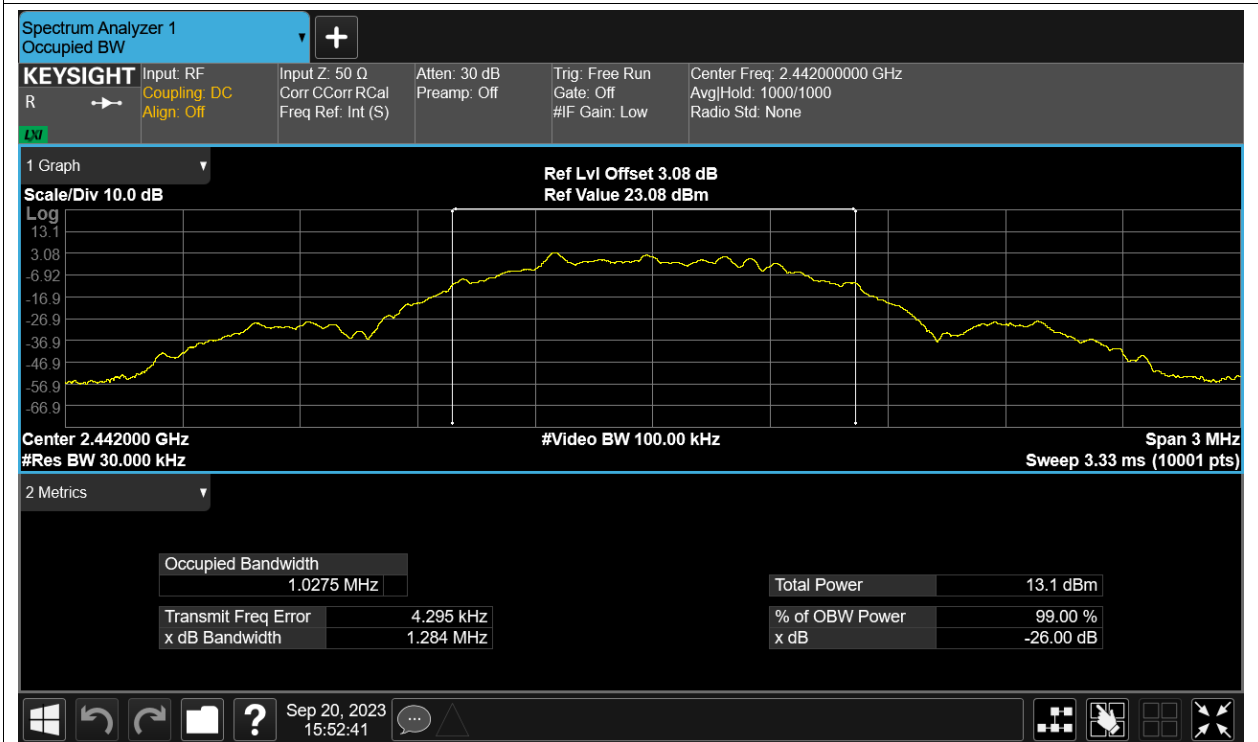 Spectrum Analyzer 1
Occupied BW
KEYSIGHT
R
LXI
Input: RF
Coupling: DC
Align: Off
Input Z: 50 Ω
Corr CCorr RCal
Freq Ref: Int (S)
Atten: 30 dB
Preamp: Off
Trig: Free Run
Gate: Off
#IF Gain: Low
Center Freq: 2.442000000 GHz
Avg|Hold: 1000/1000
Radio Std: None
1 Graph
Scale/Div 10.0 dB
Ref Lvl Offset 3.08 dB
Ref Value 23.08 dBm
Log
13.1
3.08
-6.92
-16.9
-26.9
-36.9
-46.9
-56.9
-66.9
Center 2.442000 GHz
#Res BW 30.000 kHz
#Video BW 100.00 kHz
Span 3 MHz
Sweep 3.33 ms (10001 pts)
2 Metrics
Occupied Bandwidth
1.0275 MHz
Transmit Freq Error 4.295 kHz
x dB Bandwidth 1.284 MHz
Total Power 13.1 dBm
% of OBW Power 99.00 %
x dB -26.00 dB
?
Sep 20, 2023
15:52:41